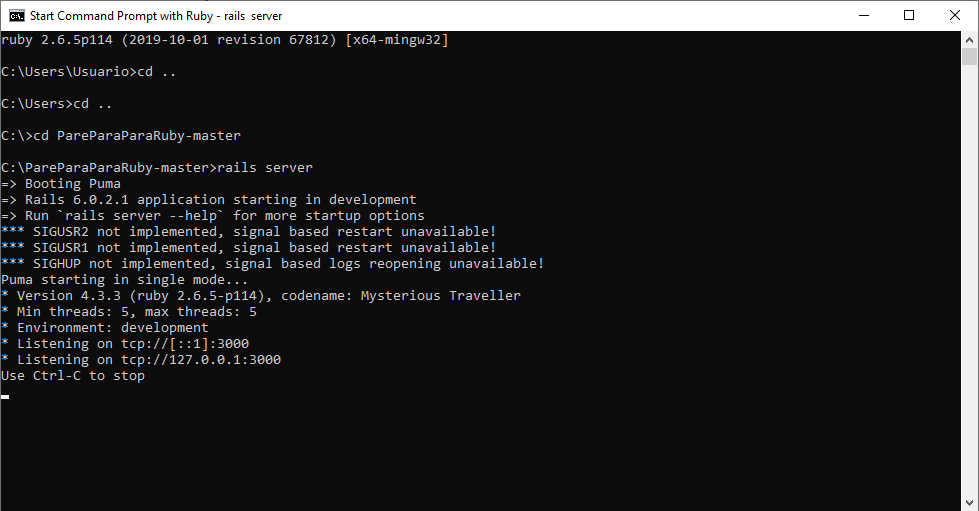 Start Command Prompt with Ruby - rails  server
ruby 2.6.5p114 (2019-10-01 revision 67812) [x64-mingw32]
C:\Users\Usuario>cd ..
C:\Users>cd ..
C:\>cd PareParaParaRuby-master
C:\PareParaParaRuby-master>rails server
=> Booting Puma
=> Rails 6.0.2.1 application starting in development
=> Run `rails server --help` for more startup options
*** SIGUSR2 not implemented, signal based restart unavailable!
*** SIGUSR1 not implemented, signal based restart unavailable!
*** SIGHUP not implemented, signal based logs reopening unavailable!
Puma starting in single mode...
* Version 4.3.3 (ruby 2.6.5-p114), codename: Mysterious Traveller
* Min threads: 5, max threads: 5
* Environment: development
* Listening on tcp://[::1]:3000
* Listening on tcp://127.0.0.1:3000
Use Ctrl-C to stop